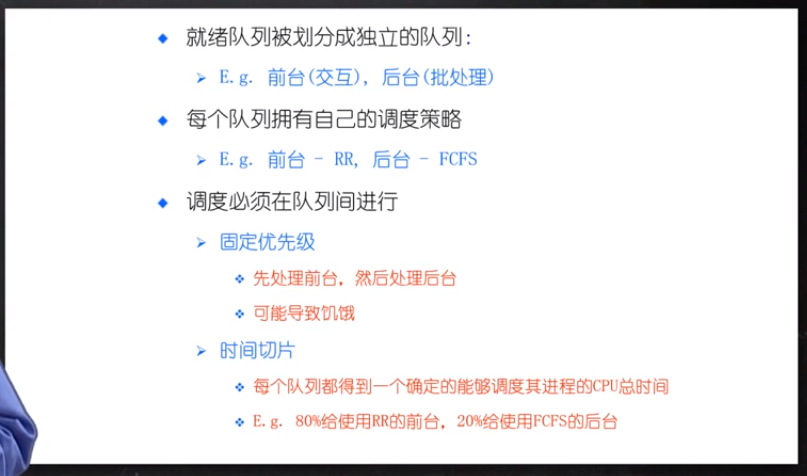 就绪队列被划分成独立的队列:
E.g. 前台(交互), 后台(批处理)
每个队列拥有自己的调度策略
E.g. 前台 - RR, 后台 - FCFS
调度必须在队列间进行
固定优先级
先处理前台, 然后处理后台
可能导致饥饿
时间切片
每个队列都得到一个确定的能够调度其进程的CPU总时间
E.g. 80%给使用RR的前台, 20%给使用FCFS的后台